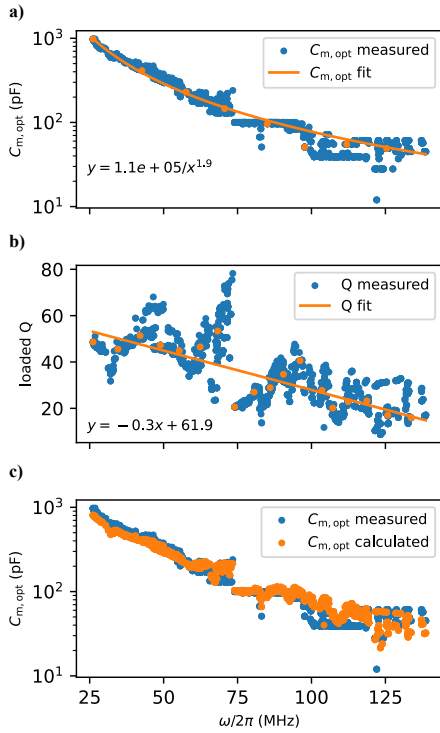 a)
10³
10²
10¹
C_m,opt (pF)
C_m,opt measured
C_m,opt fit
y = 1.1e + 05/x^1.9
b)
80
60
40
20
loaded Q
Q measured
Q fit
y = −0.3x + 61.9
c)
10³
10²
10¹
C_m,opt (pF)
C_m,opt measured
C_m,opt calculated
25 50 75 100 125
ω/2π (MHz)